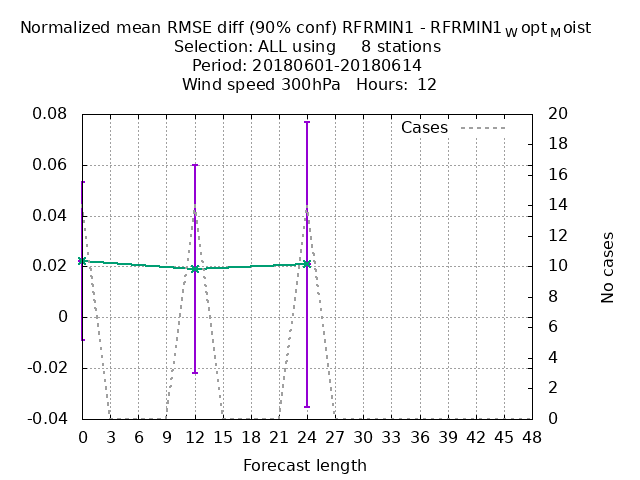 Normalized mean RMSE diff (90% conf) RFRMIN1 - RFRMIN1WoptMoist
Selection: ALL using 8 stations
Period: 20180601-20180614
Wind speed 300hPa Hours: 12
Cases
0.08
0.06
0.04
0.02
0
-0.02
-0.04
20
18
16
14
12
10
8
6
4
2
0
No cases
0 3 6 9 12 15 18 21 24 27 30 33 36 39 42 45 48
Forecast length